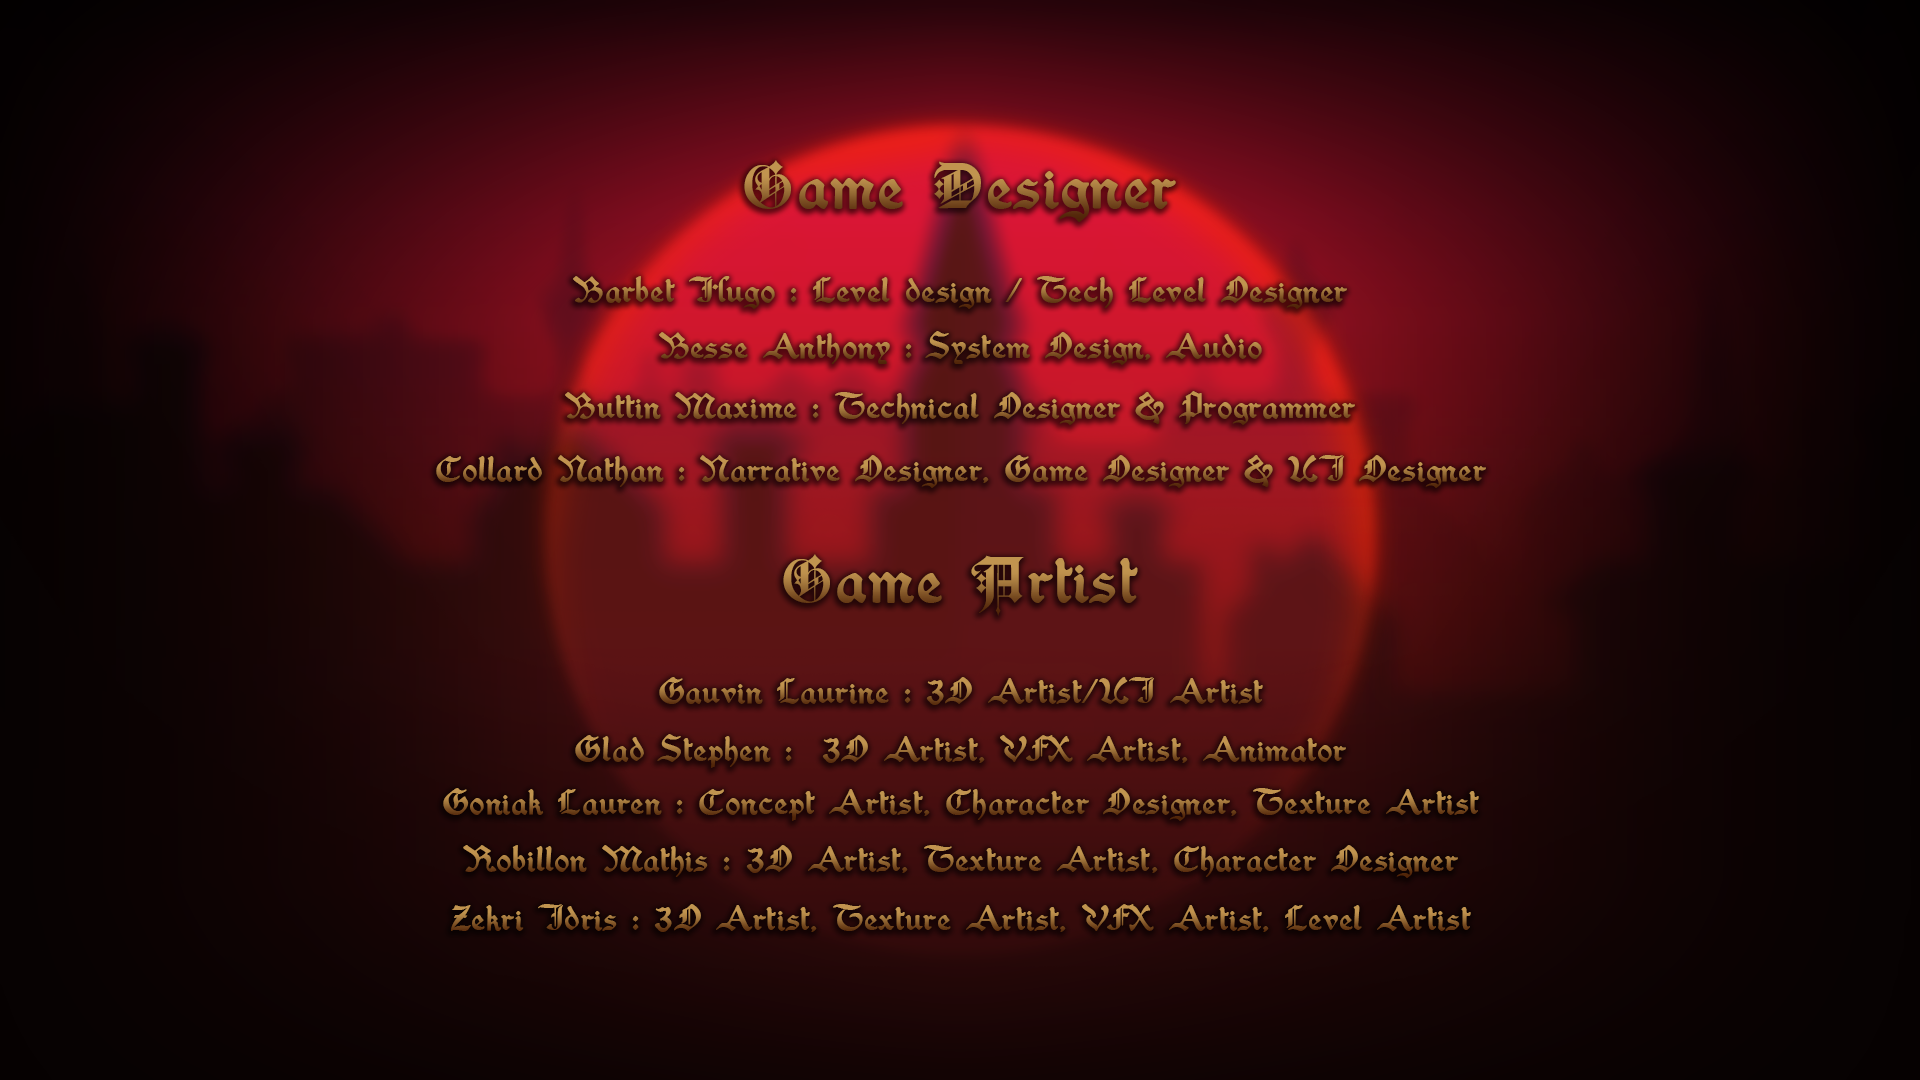 Game Designer
Barbet Hugo : Level design / Tech Level Designer
Besse Anthony : System Design, Audio
Buttin Maxime : Technical Designer & Programmer
Collard Nathan : Narrative Designer, Game Designer & UI Designer
Game Artist
Gauvin Laurine : 3D Artist/UI Artist
Glad Stephen :  3D Artist, VFX Artist, Animator
Goniak Lauren : Concept Artist, Character Designer, Texture Artist
Robillon Mathis : 3D Artist, Texture Artist, Character Designer
Zekri Idris : 3D Artist, Texture Artist, VFX Artist, Level Artist